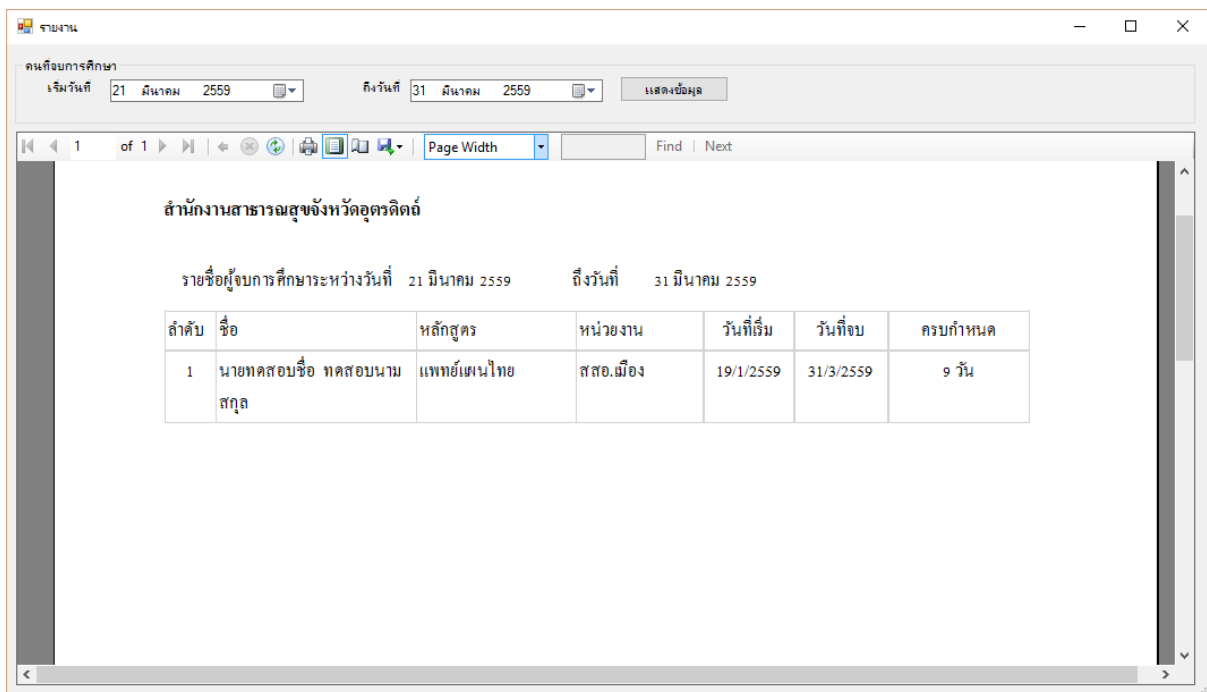 รายงาน
คนที่จบการศึกษา
เริ่มวันที่ 21 มีนาคม 2559 ถึงวันที่ 31 มีนาคม 2559 แสดงข้อมูล
1 of 1 Page Width Find | Next
สำนักงานสาธารณสุขจังหวัดอุตรดิตถ์
รายชื่อผู้จบการศึกษาระหว่างวันที่ 21 มีนาคม 2559 ถึงวันที่ 31 มีนาคม 2559
ลำดับ ชื่อ หลักสูตร หน่วยงาน วันที่เริ่ม วันที่จบ ครบกำหนด
1 นายทดสอบชื่อ ทดสอบนาม แพทย์แผนไทย สสอ.เมือง 19/1/2559 31/3/2559 9 วัน
สกุล